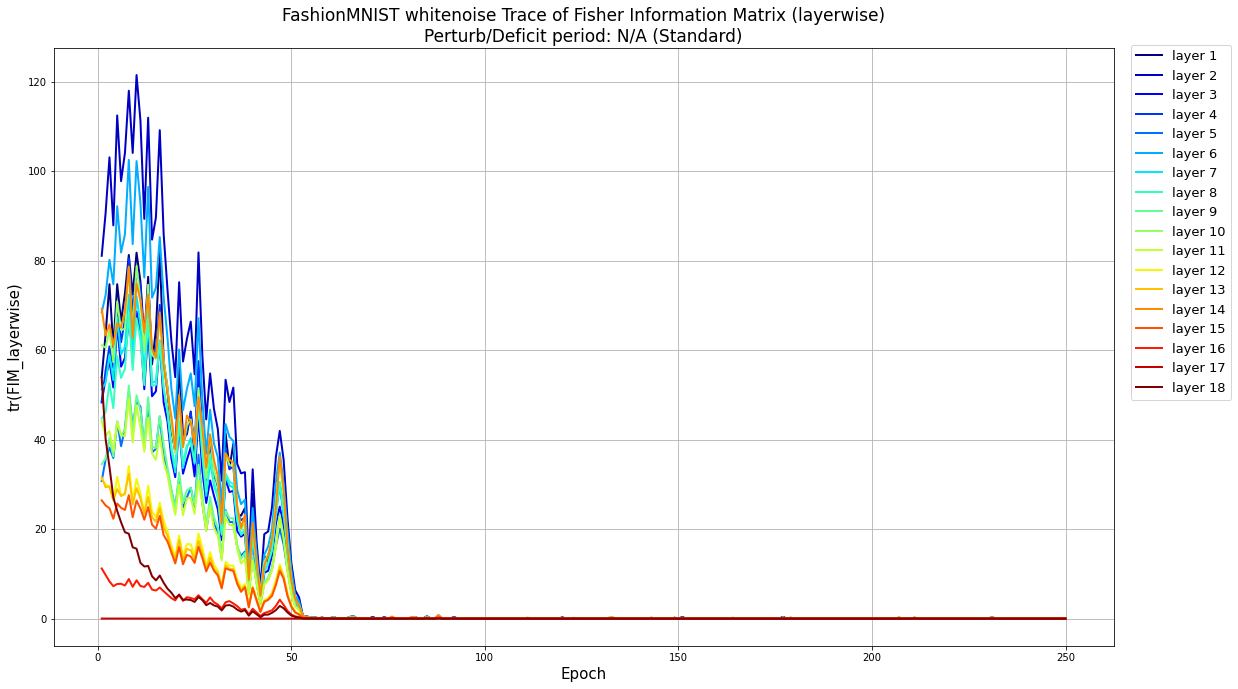 FashionMNIST whitenoise Trace of Fisher Information Matrix (layerwise)
Perturb/Deficit period: N/A (Standard)
tr(FIM_layerwise)
120
100
80
60
40
20
0
0
50
100
150
200
250
Epoch
layer 1
layer 2
layer 3
layer 4
layer 5
layer 6
layer 7
layer 8
layer 9
layer 10
layer 11
layer 12
layer 13
layer 14
layer 15
layer 16
layer 17
layer 18